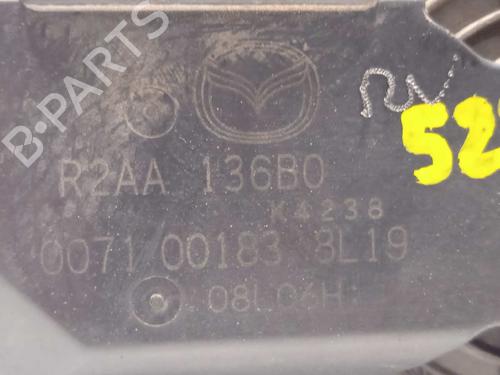 B-PARTS
R2AA 136B0
K4238
0071 00183 8L19
08L06H
52